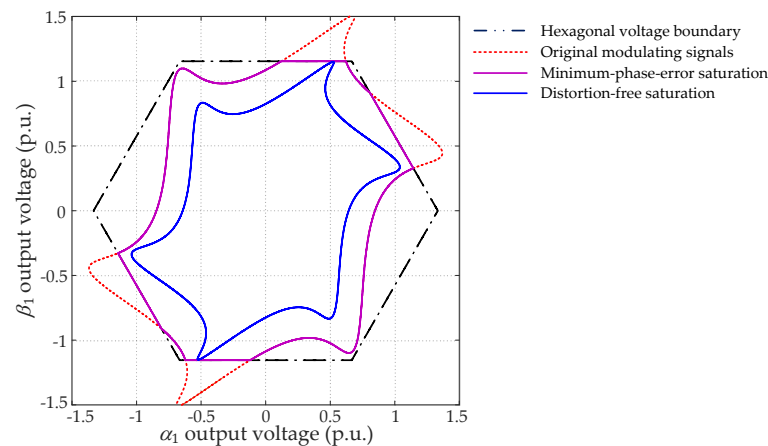 Hexagonal voltage boundary
Original modulating signals
Minimum-phase-error saturation
Distortion-free saturation
β1 output voltage (p.u.)
1.5
1
0.5
0
-0.5
-1
-1.5
-1.5
-1
-0.5
0
0.5
1
1.5
α1 output voltage (p.u.)